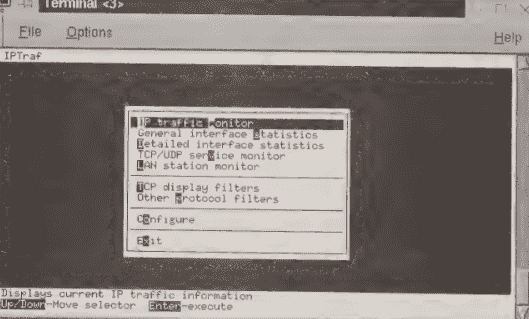 Terminal <3>
File Options Help
IPTraf
IP traffic monitor
General interface statistics
Detailed interface statistics
TCP/UDP service monitor
LAN station monitor
TCP display filters
Other protocol filters
Configure
Exit
Displays current IP traffic information
Up/Down-Move selector Enter-execute